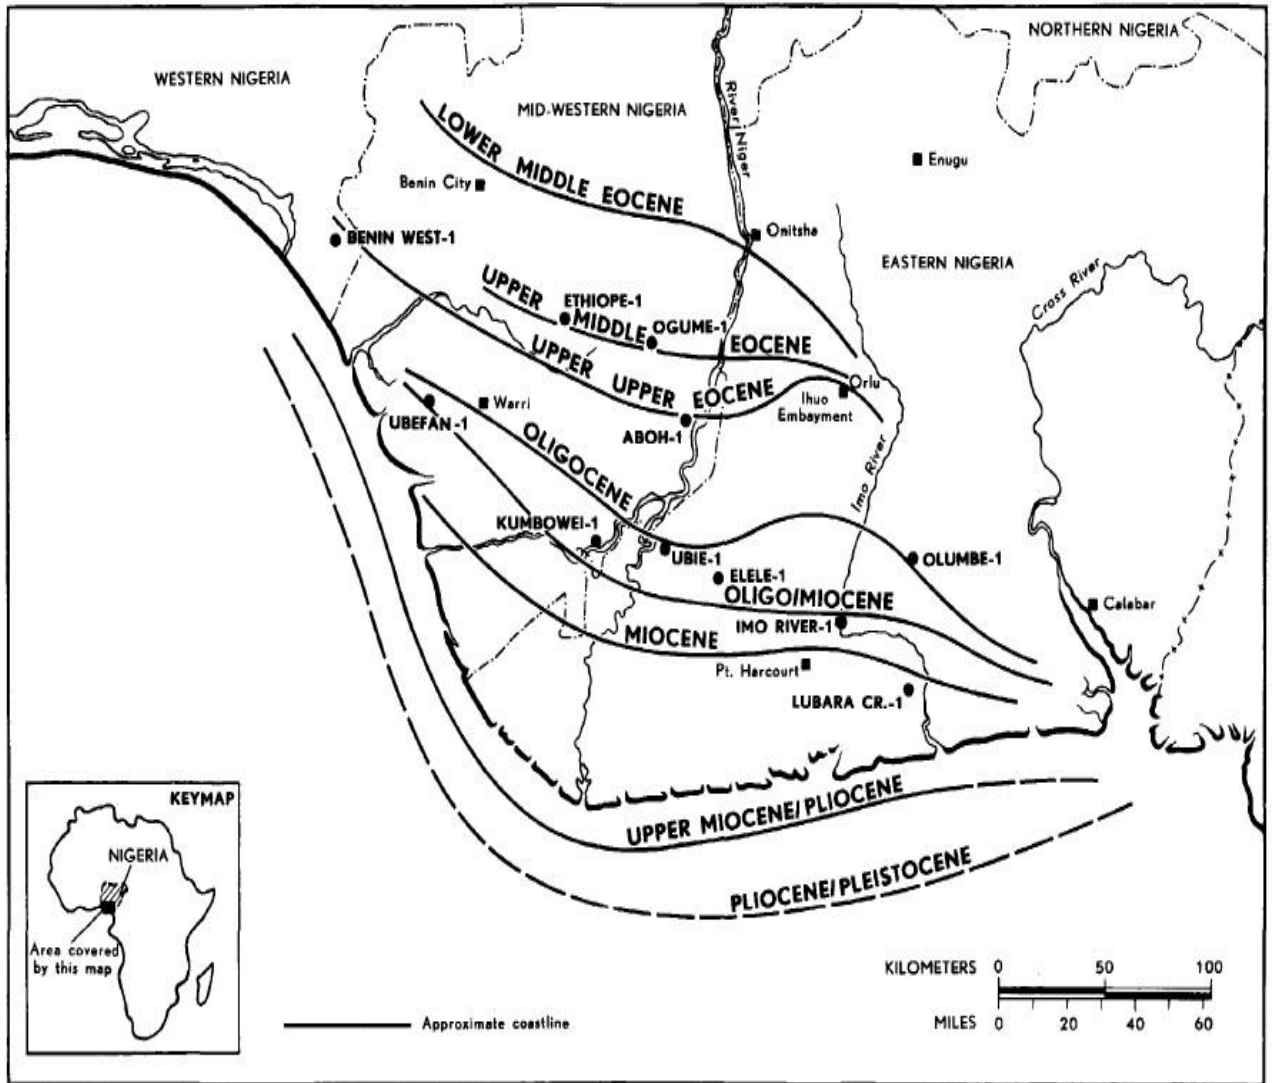 NORTHERN NIGERIA
WESTERN NIGERIA
MID-WESTERN NIGERIA
River Niger
LOWER MIDDLE EOCENE
Enugu
Benin City
Onitsha
BENIN WEST-1
EASTERN NIGERIA
Cross River
UPPER MIDDLE EOCENE
ETHIOPE-1
OGUME-1
UPPER UPPER EOCENE
Orlu
Ihuo
Embayment
Warri
UBEFAN -1
ABOH-1
OLIGOCENE
Imo River
KUMBOWEI-1
UBIE-1
OLUMBE-1
ELELE-1
OLIGO/MIOCENE
Calabar
IMO RIVER-1
MIOCENE
Pt. Harcourt
LUBARA CR.-1
UPPER MIOCENE/PLIOCENE
PLIOCENE/PLEISTOCENE
KEYMAP
NIGERIA
Area covered
by this map
Approximate coastline
KILOMETERS 0 50 100
MILES 0 20 40 60